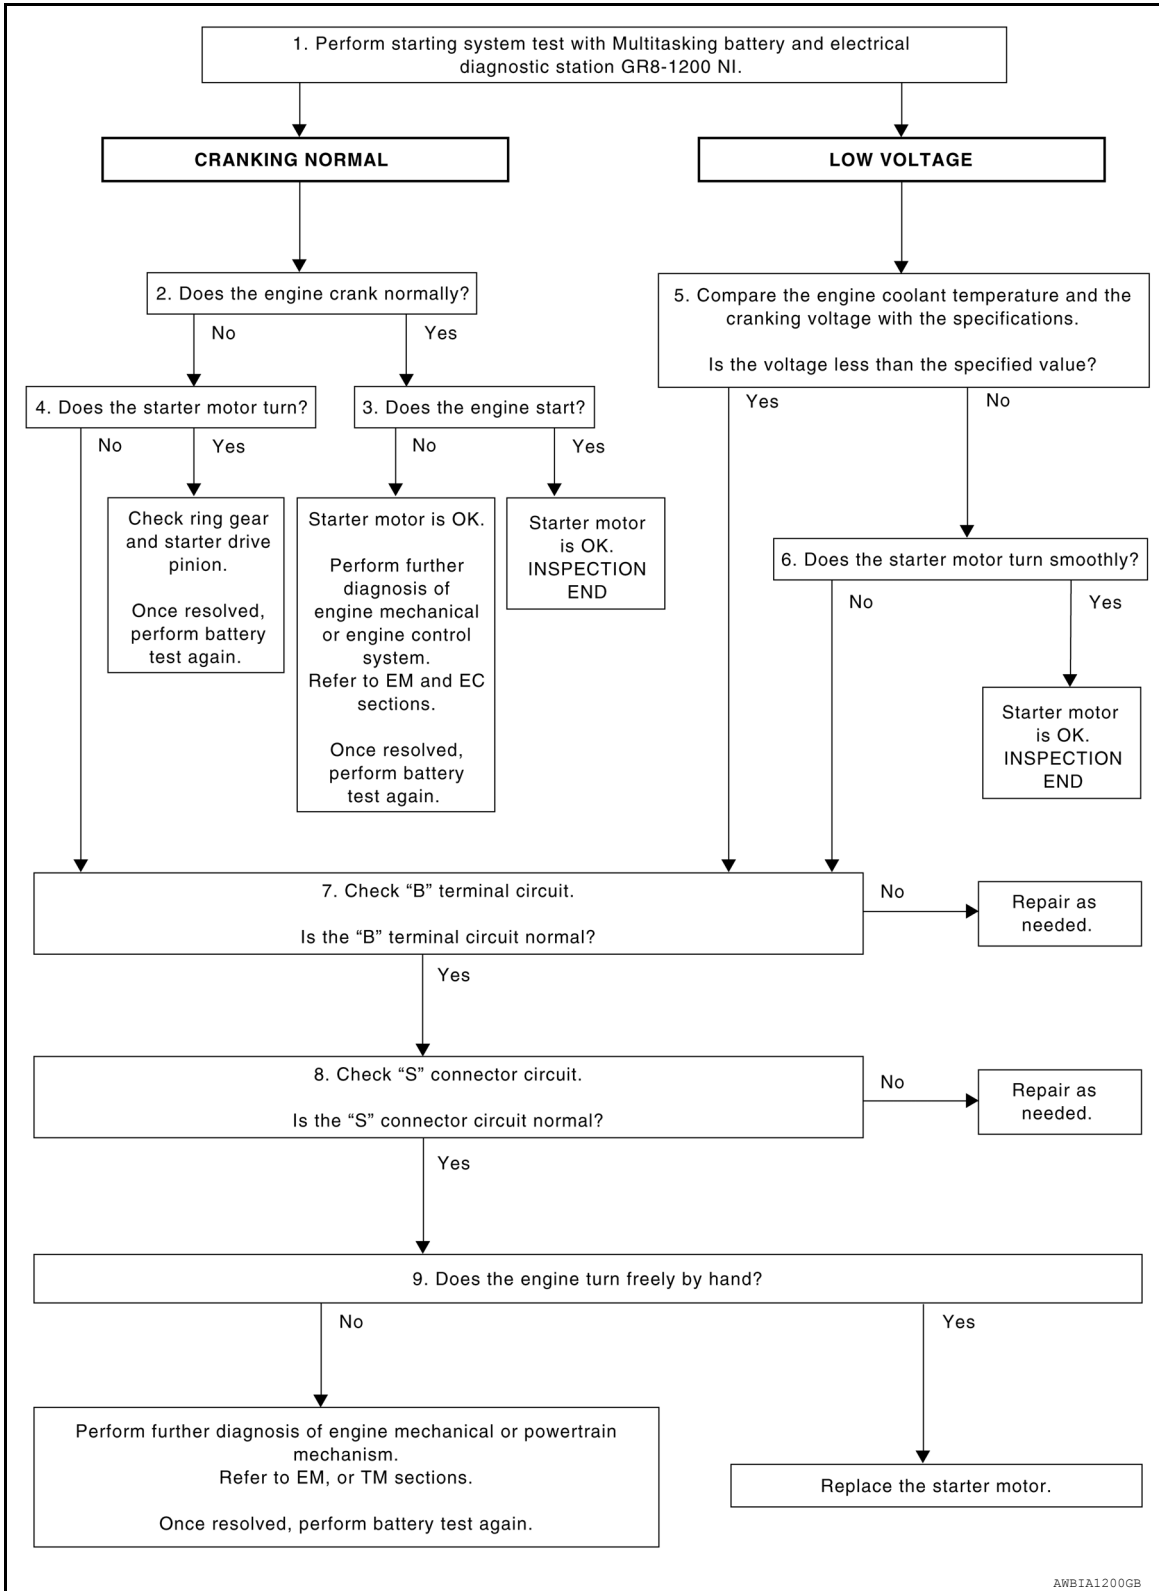 1. Perform starting system test with Multitasking battery and electrical
diagnostic station GR8-1200 NI.
CRANKING NORMAL
LOW VOLTAGE
2. Does the engine crank normally?
No
Yes
4. Does the starter motor turn?
No
Yes
3. Does the engine start?
No
Yes
Check ring gear
and starter drive
pinion.
Once resolved,
perform battery
test again.
Starter motor is OK.
Perform further
diagnosis of
engine mechanical
or engine control
system.
Refer to EM and EC
sections.
Once resolved,
perform battery
test again.
Starter motor
is OK.
INSPECTION
END
5. Compare the engine coolant temperature and the
cranking voltage with the specifications.
Is the voltage less than the specified value?
Yes
No
6. Does the starter motor turn smoothly?
No
Yes
Starter motor
is OK.
INSPECTION
END
7. Check “B” terminal circuit.
Is the “B” terminal circuit normal?
No
Repair as
needed.
Yes
8. Check “S” connector circuit.
Is the “S” connector circuit normal?
No
Repair as
needed.
Yes
9. Does the engine turn freely by hand?
No
Yes
Perform further diagnosis of engine mechanical or powertrain
mechanism.
Refer to EM, or TM sections.
Once resolved, perform battery test again.
Replace the starter motor.
AWBIA1200GB